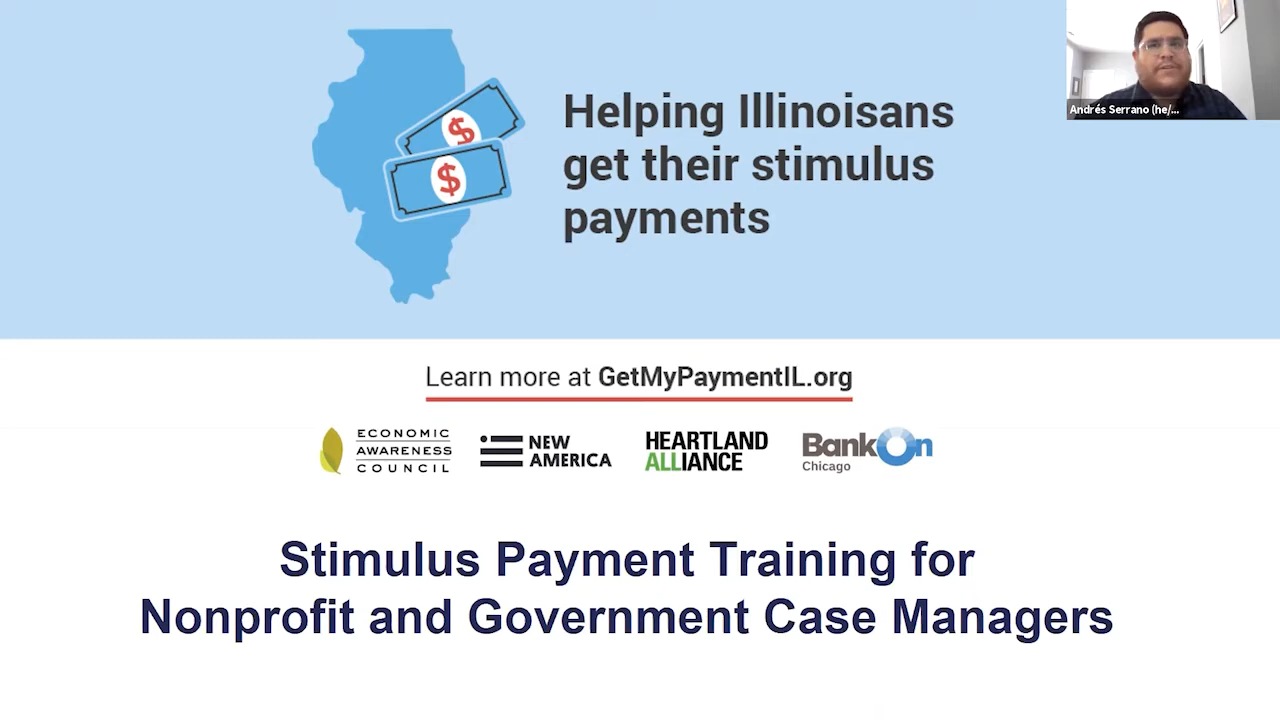 Helping Illinoisans
get their stimulus
payments
$
$
Andrés Serrano (he/...
Learn more at GetMyPaymentIL.org
ECONOMIC
AWARENESS
COUNCIL
NEW
AMERICA
HEARTLAND
ALLIANCE
BankOn
Chicago
Stimulus Payment Training for
Nonprofit and Government Case Managers